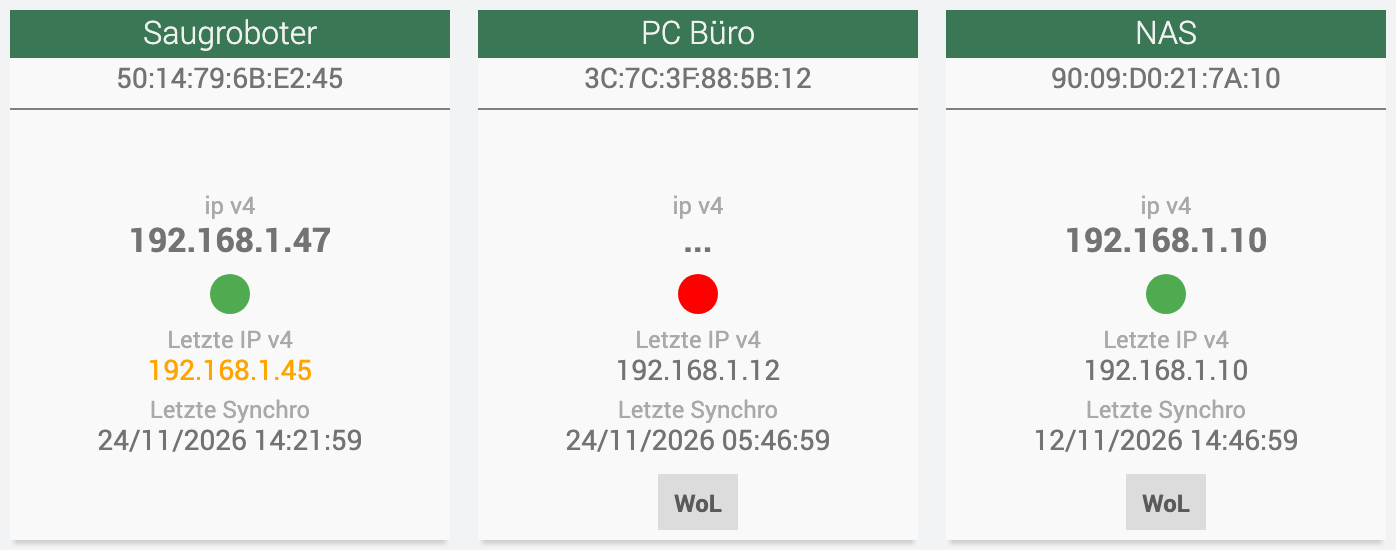 Saugroboter
50:14:79:6B:E2:45
ip v4
192.168.1.47
Letzte IP v4
192.168.1.45
Letzte Synchro
24/11/2026 14:21:59
PC Büro
3C:7C:3F:88:5B:12
ip v4
...
Letzte IP v4
192.168.1.12
Letzte Synchro
24/11/2026 05:46:59
WoL
NAS
90:09:D0:21:7A:10
ip v4
192.168.1.10
Letzte IP v4
192.168.1.10
Letzte Synchro
12/11/2026 14:46:59
WoL